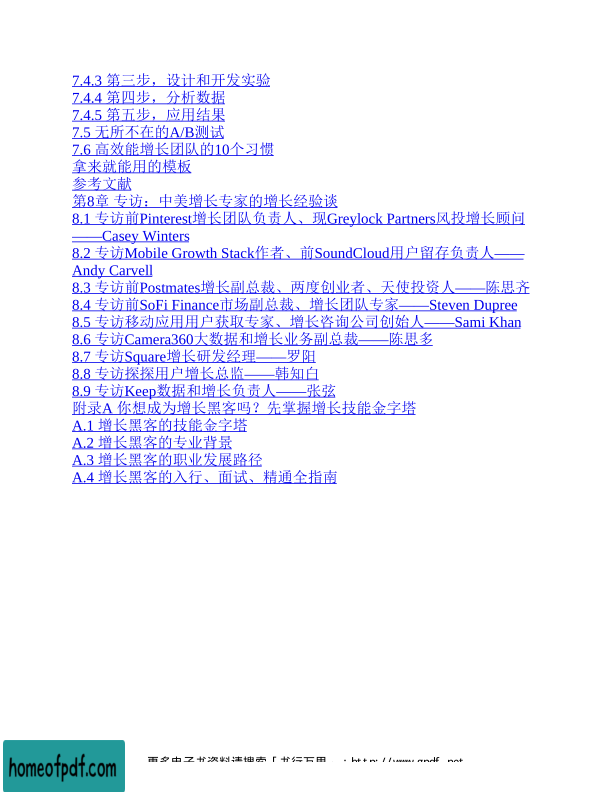 7.4.3 第三步，设计和开发实验
7.4.4 第四步，分析数据
7.4.5 第五步，应用结果
7.5 无所不在的A/B测试
7.6 高效能增长团队的10个习惯
拿来就能用的模板
参考文献
第8章 专访：中美增长专家的增长经验谈
8.1 专访前Pinterest增长团队负责人、现Greylock Partners风投增长顾问
——Casey Winters
8.2 专访Mobile Growth Stack作者、前SoundCloud用户留存负责人——
Andy Carvell
8.3 专访前Postmates增长副总裁、两度创业者、天使投资人——陈思齐
8.4 专访前SoFi Finance市场副总裁、增长团队专家——Steven Dupree
8.5 专访移动应用用户获取专家、增长咨询公司创始人——Sami Khan
8.6 专访Camera360大数据和增长业务副总裁——陈思多
8.7 专访Square增长研发经理——罗阳
8.8 专访探探用户增长总监——韩知白
8.9 专访Keep数据和增长负责人——张弦
附录A 你想成为增长黑客吗？先掌握增长技能金字塔
A.1 增长黑客的技能金字塔
A.2 增长黑客的专业背景
A.3 增长黑客的职业发展路径
A.4 增长黑客的入行、面试、精通全指南
homeofpdf.com